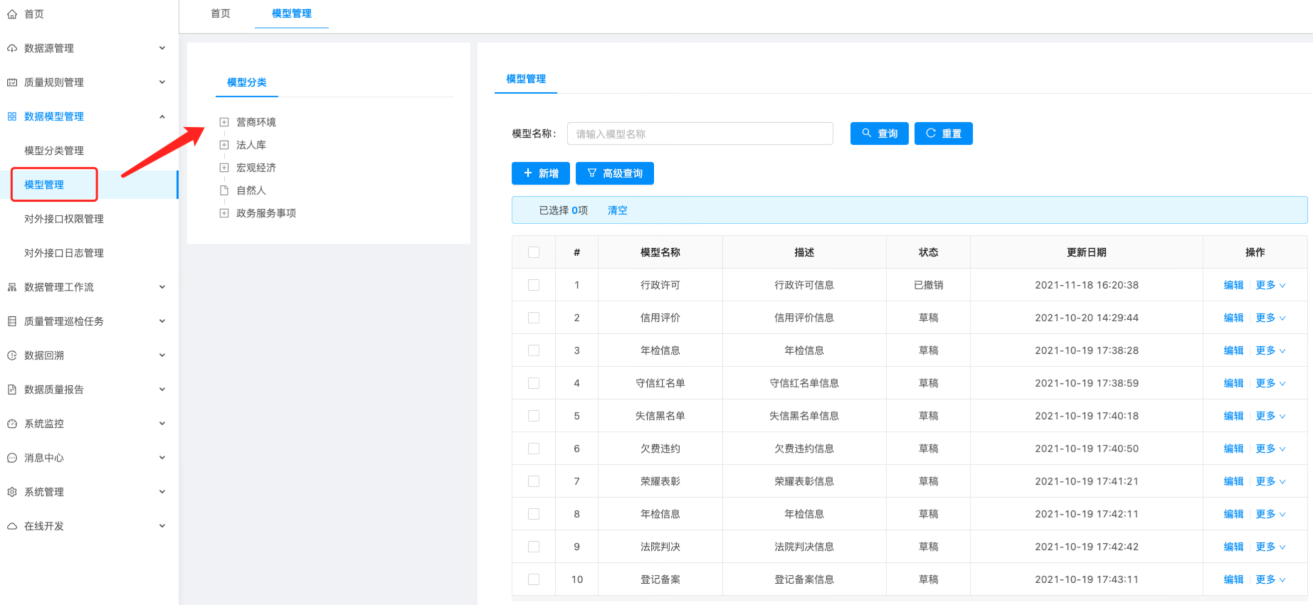 首页
数据源管理
质量规则管理
数据模型管理
模型分类管理
模型管理
对外接口权限管理
对外接口日志管理
数据管理工作流
质量管理巡检任务
数据回溯
数据质量报告
系统监控
消息中心
系统管理
在线开发
首页 模型管理
模型分类
营商环境
法人库
宏观经济
自然人
政务服务事项
模型管理
模型名称: 请输入模型名称 查询 重置
新增 高级查询
已选择 0项 清空
# 模型名称 描述 状态 更新日期 操作
1 行政许可 行政许可信息 已撤销 2021-11-18 16:20:38 编辑 更多
2 信用评价 信用评价信息 草稿 2021-10-20 14:29:44 编辑 更多
3 年检信息 年检信息 草稿 2021-10-19 17:38:28 编辑 更多
4 守信红名单 守信红名单信息 草稿 2021-10-19 17:38:59 编辑 更多
5 失信黑名单 失信黑名单信息 草稿 2021-10-19 17:40:18 编辑 更多
6 欠费违约 欠费违约信息 草稿 2021-10-19 17:40:50 编辑 更多
7 荣耀表彰 荣耀表彰信息 草稿 2021-10-19 17:41:21 编辑 更多
8 年检信息 年检信息 草稿 2021-10-19 17:42:11 编辑 更多
9 法院判决 法院判决信息 草稿 2021-10-19 17:42:42 编辑 更多
10 登记备案 登记备案信息 草稿 2021-10-19 17:43:11 编辑 更多